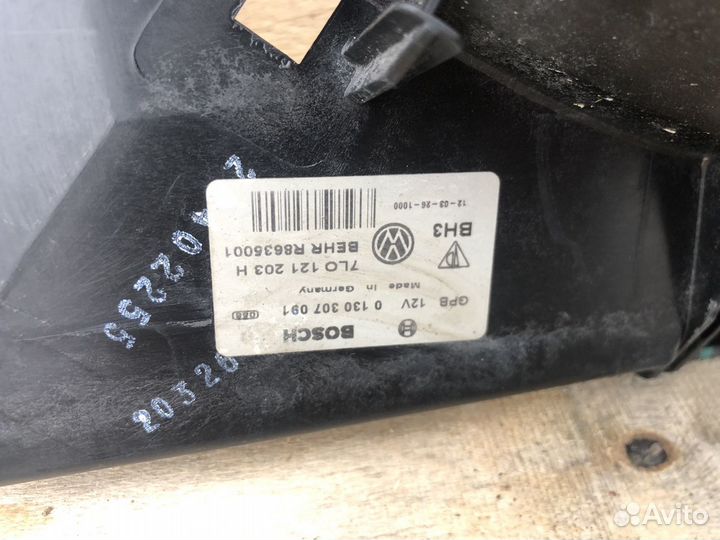 BOSCH
GPB 12V 0 130 307 091
Made in Germany
7L0 121 203 H
BEHR R8635001
BH3
12-03-26-1000
Avito